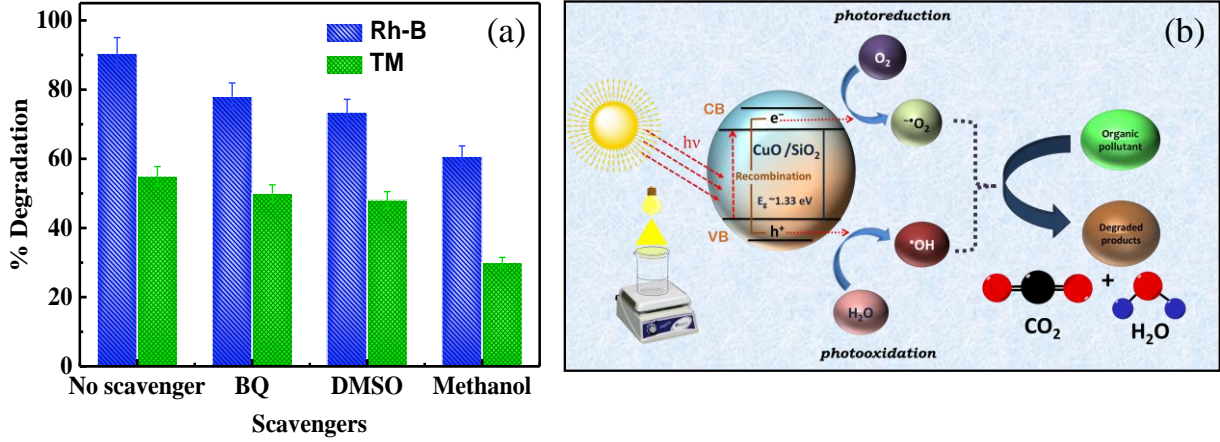 (a)
Rh-B
TM
100
80
60
40
20
0
% Degradation
No scavenger BQ DMSO Methanol
Scavengers
(b)
photoreduction
O₂
CB
e⁻
⁻•O₂
hν
CuO /SiO₂
Recombination
E_g ~1.33 eV
VB
h⁺
•OH
H₂O
photooxidation
Organic
pollutant
Degraded
products
+
CO₂
H₂O